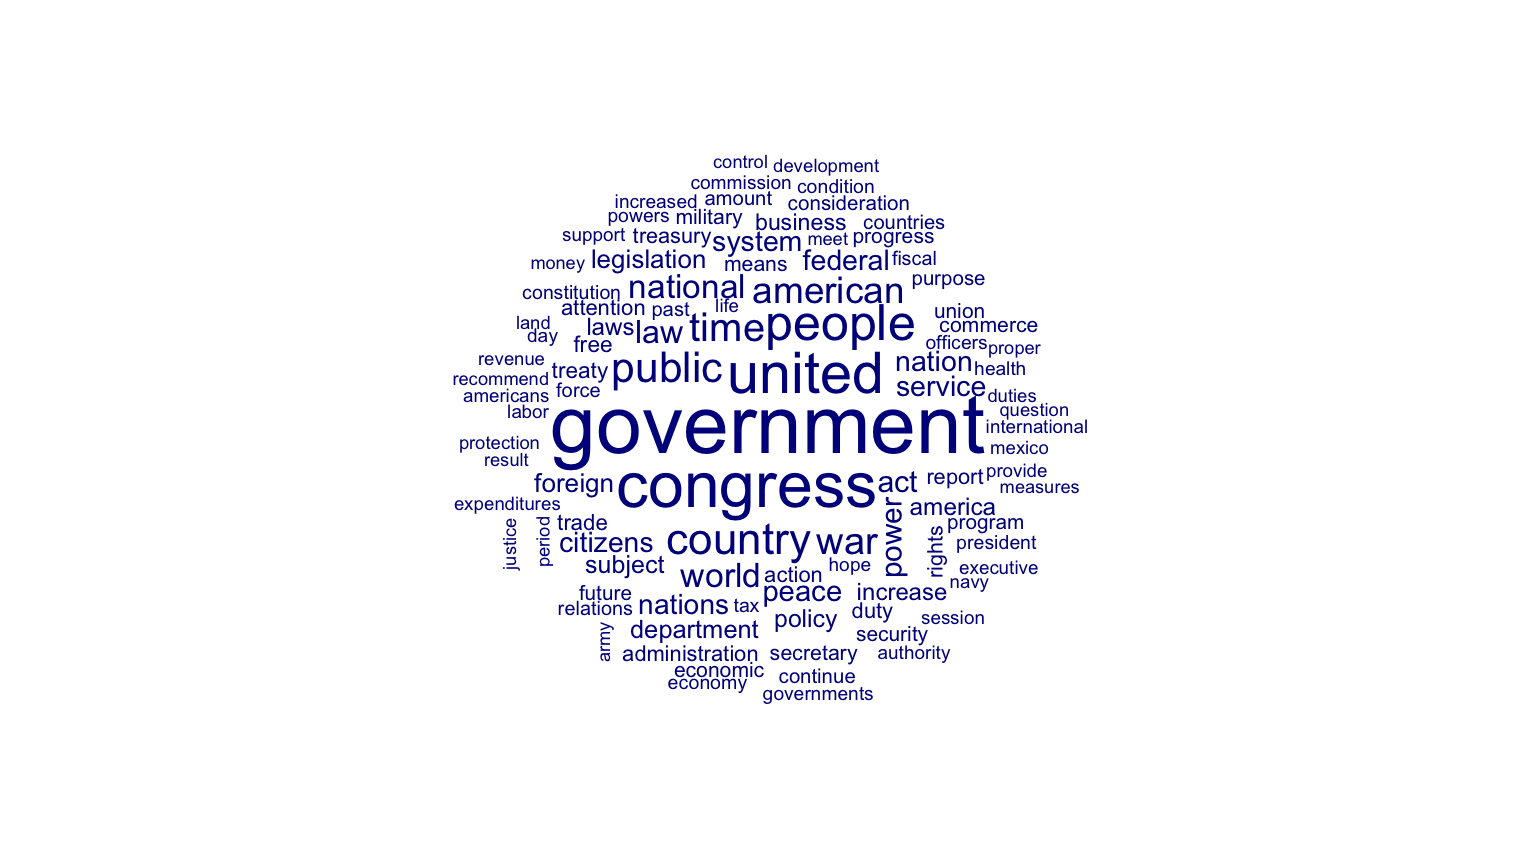 control development
commission condition
increased amount consideration
powers military business countries
support treasury system meet progress
money legislation means federal fiscal
constitution national american purpose
attention past life union
land laws law time people commerce
day free officers proper
revenue treaty public united nation health
recommend force service
americans duties
labor government question
international
protection mexico
result
foreign congress act report provide
measures
expenditures power america
justice period trade country war rights program
citizens president
subject world action hope executive
navy
future peace increase
relations nations tax policy duty session
army department security
administration secretary authority
economic continue
economy governments